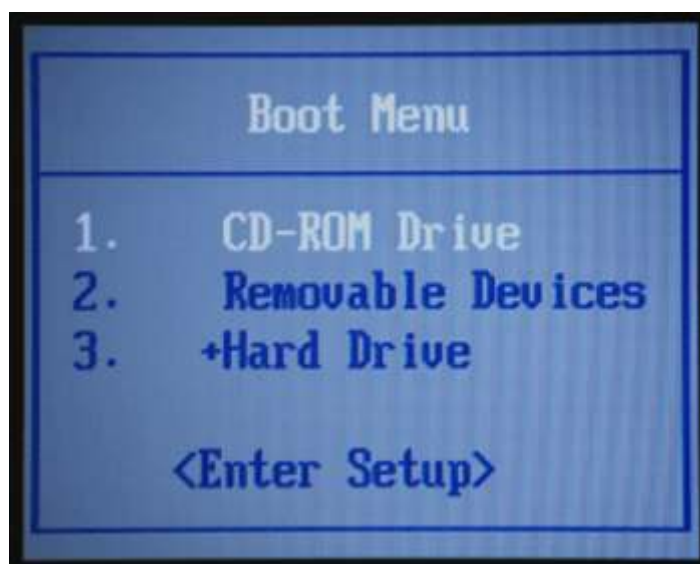 Boot Menu
1. CD-ROM Drive
2. Removable Devices
3. +Hard Drive
<Enter Setup>